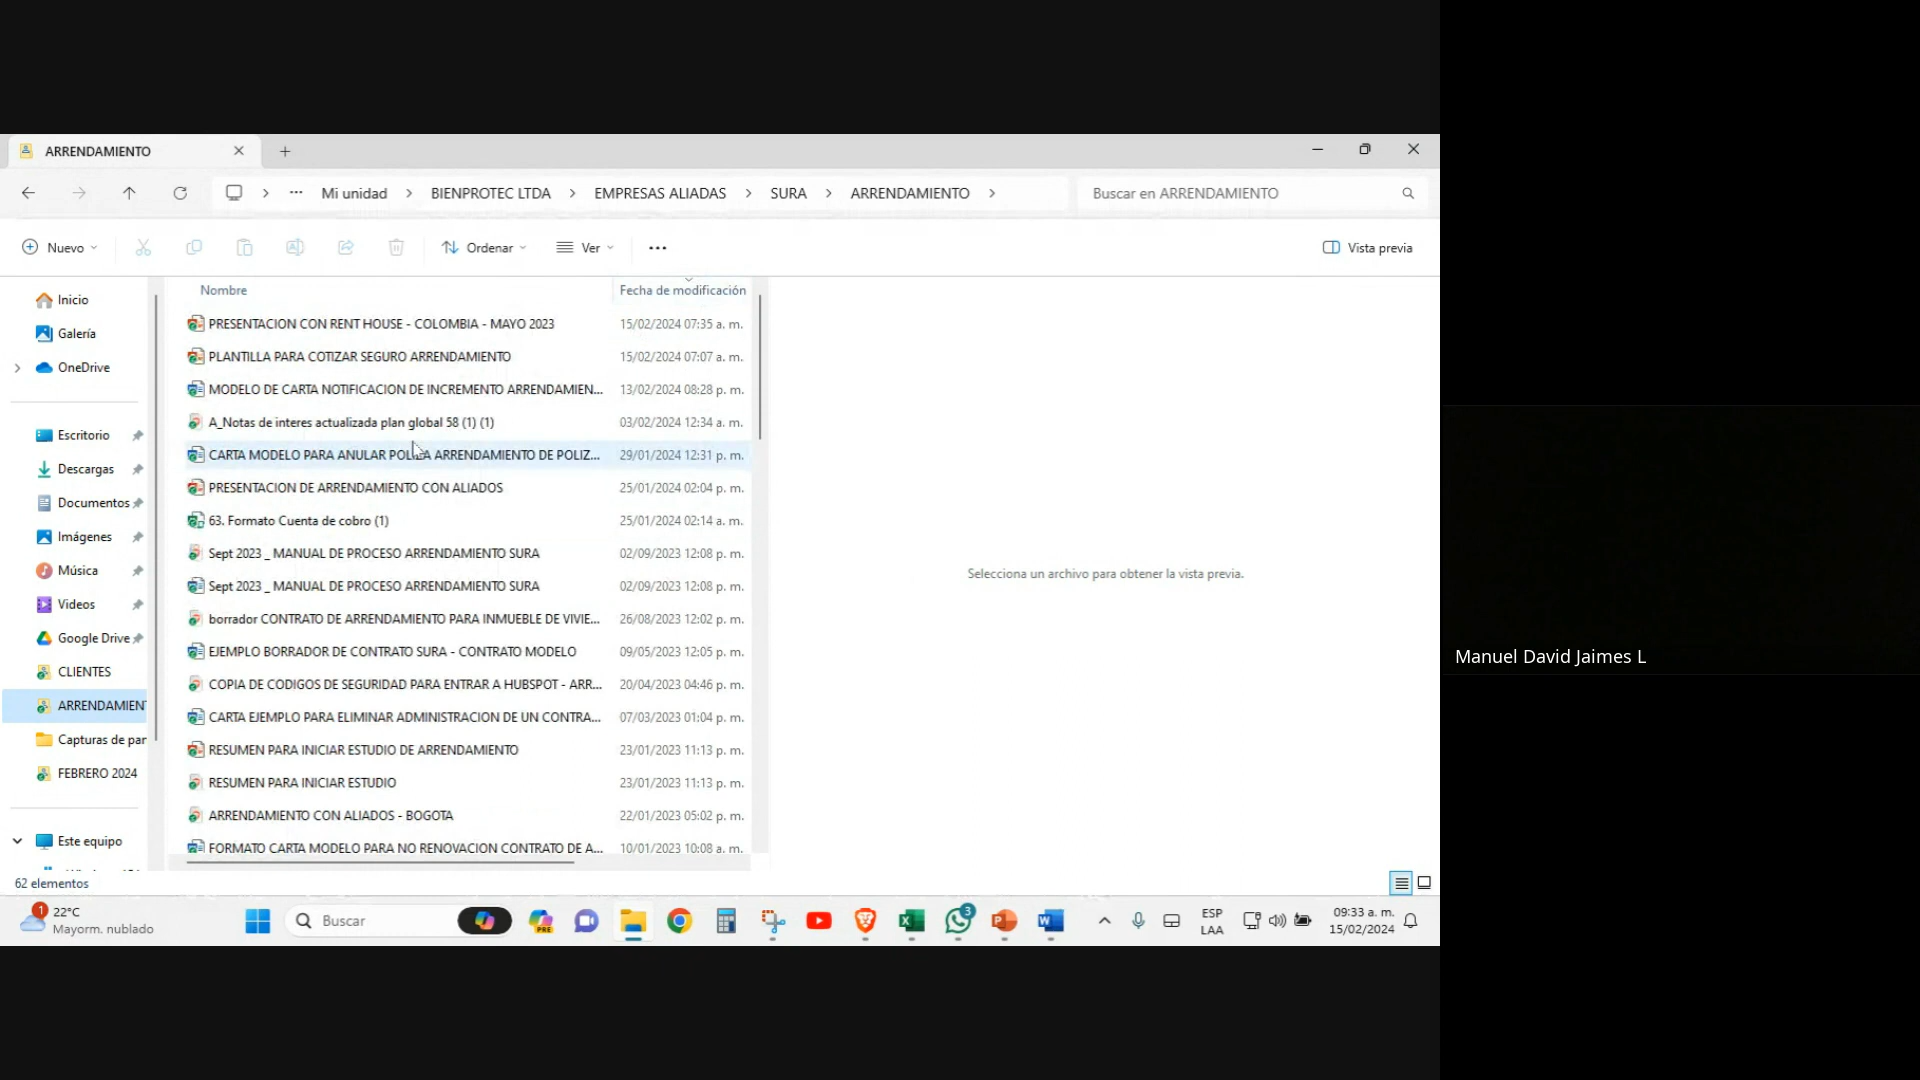 ARRENDAMIENTO
Mi unidad > BIENPROTEC LTDA > EMPRESAS ALIADAS > SURA > ARRENDAMIENTO >
Buscar en ARRENDAMIENTO
Nuevo
Ordenar
Ver
Vista previa
Inicio
Galería
OneDrive
Escritorio
Descargas
Documentos
Imágenes
Música
Videos
Google Drive
CLIENTES
ARRENDAMIENT
Capturas de par
FEBRERO 2024
Este equipo
Nombre Fecha de modificación
PRESENTACION CON RENT HOUSE - COLOMBIA - MAYO 2023 15/02/2024 07:35 a. m.
PLANTILLA PARA COTIZAR SEGURO ARRENDAMIENTO 15/02/2024 07:07 a. m.
MODELO DE CARTA NOTIFICACION DE INCREMENTO ARRENDAMIEN... 13/02/2024 08:28 p. m.
A_Notas de interes actualizada plan global 58 (1) (1) 03/02/2024 12:34 a. m.
CARTA MODELO PARA ANULAR POLIZA ARRENDAMIENTO DE POLIZ... 29/01/2024 12:31 p. m.
PRESENTACION DE ARRENDAMIENTO CON ALIADOS 25/01/2024 02:04 p. m.
63. Formato Cuenta de cobro (1) 25/01/2024 02:14 a. m.
Sept 2023 _ MANUAL DE PROCESO ARRENDAMIENTO SURA 02/09/2023 12:08 p. m.
Sept 2023 _ MANUAL DE PROCESO ARRENDAMIENTO SURA 02/09/2023 12:08 p. m.
borrador CONTRATO DE ARRENDAMIENTO PARA INMUEBLE DE VIVIE... 26/08/2023 12:02 p. m.
EJEMPLO BORRADOR DE CONTRATO SURA - CONTRATO MODELO 09/05/2023 12:05 p. m.
COPIA DE CODIGOS DE SEGURIDAD PARA ENTRAR A HUBSPOT - ARR... 20/04/2023 04:46 p. m.
CARTA EJEMPLO PARA ELIMINAR ADMINISTRACION DE UN CONTRA... 07/03/2023 01:04 p. m.
RESUMEN PARA INICIAR ESTUDIO DE ARRENDAMIENTO 23/01/2023 11:13 p. m.
RESUMEN PARA INICIAR ESTUDIO 23/01/2023 11:13 p. m.
ARRENDAMIENTO CON ALIADOS - BOGOTA 22/01/2023 05:02 p. m.
FORMATO CARTA MODELO PARA NO RENOVACION CONTRATO DE A... 10/01/2023 10:08 a. m.
Selecciona un archivo para obtener la vista previa.
Manuel David Jaimes L
62 elementos
1
22°C
Mayorm. nublado
Buscar
PRE
3
ESP
LAA
09:33 a. m.
15/02/2024